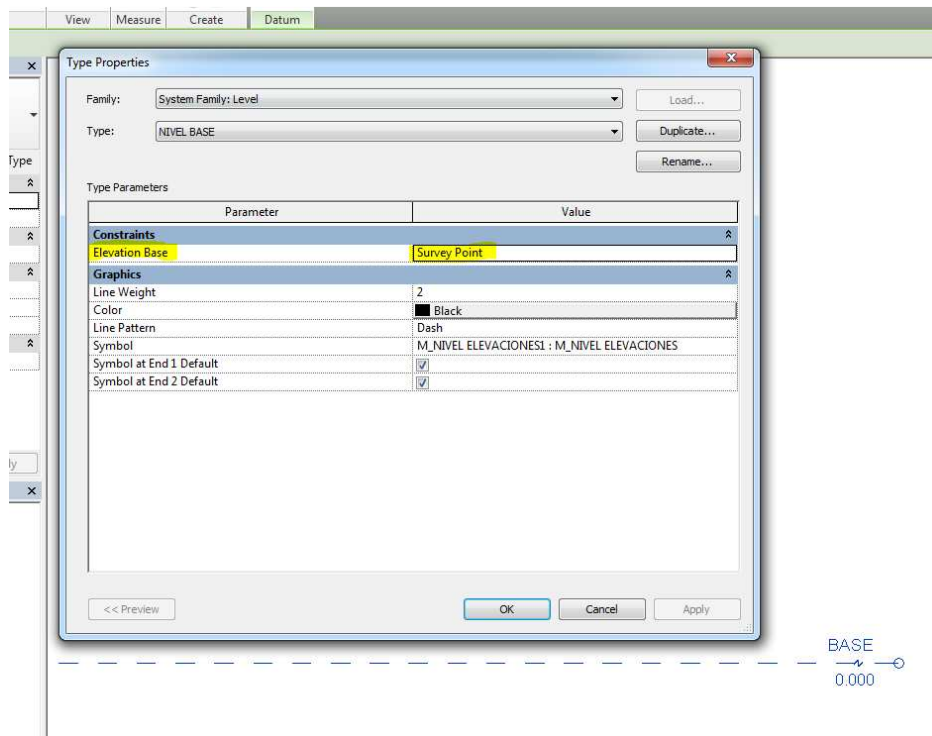 View Measure Create Datum
Type Properties
Family: System Family: Level Load...
Type: NIVEL BASE Duplicate...
Rename...
Type
Type Parameters
Parameter Value
Constraints
Elevation Base Survey Point
Graphics
Line Weight 2
Color Black
Line Pattern Dash
Symbol M_NIVEL ELEVACIONES1 : M_NIVEL ELEVACIONES
Symbol at End 1 Default
Symbol at End 2 Default
ly
<< Preview OK Cancel Apply
BASE
0.000